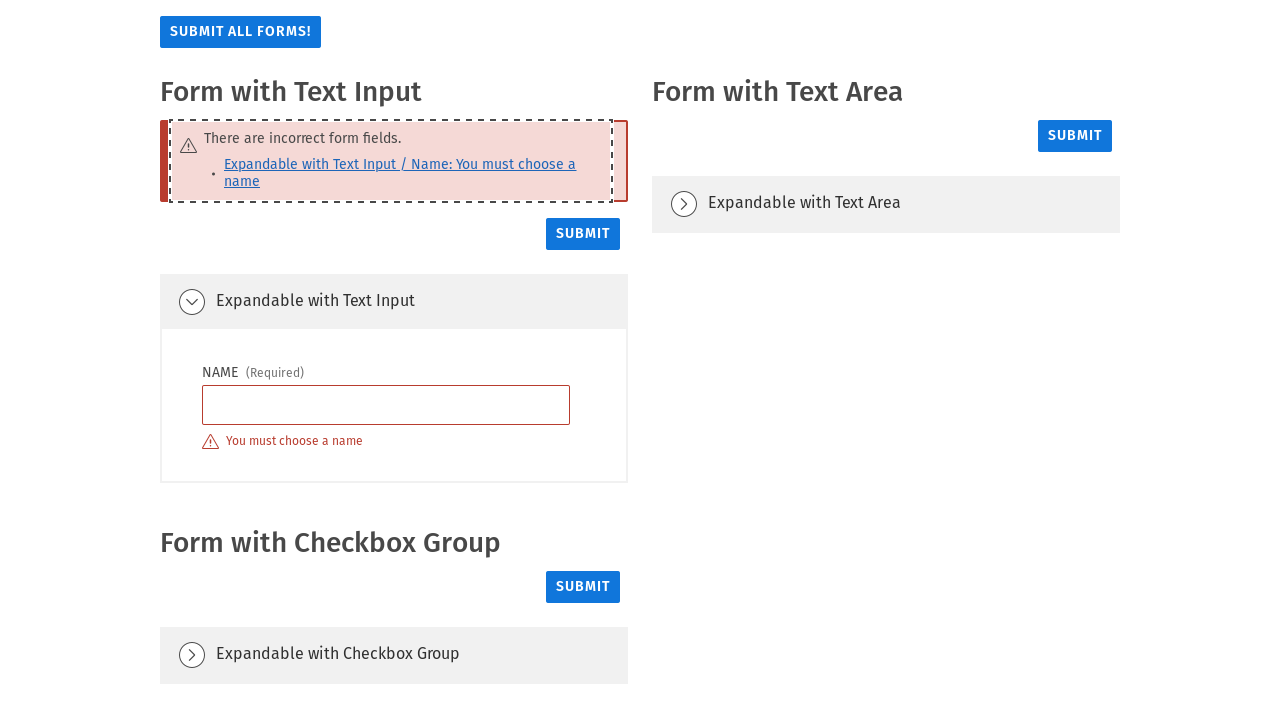 SUBMIT ALL FORMS!
Form with Text Input
There are incorrect form fields.
Expandable with Text Input / Name: You must choose a
name
SUBMIT
Expandable with Text Input
NAME (Required)
You must choose a name
Form with Text Area
SUBMIT
Expandable with Text Area
Form with Checkbox Group
SUBMIT
Expandable with Checkbox Group